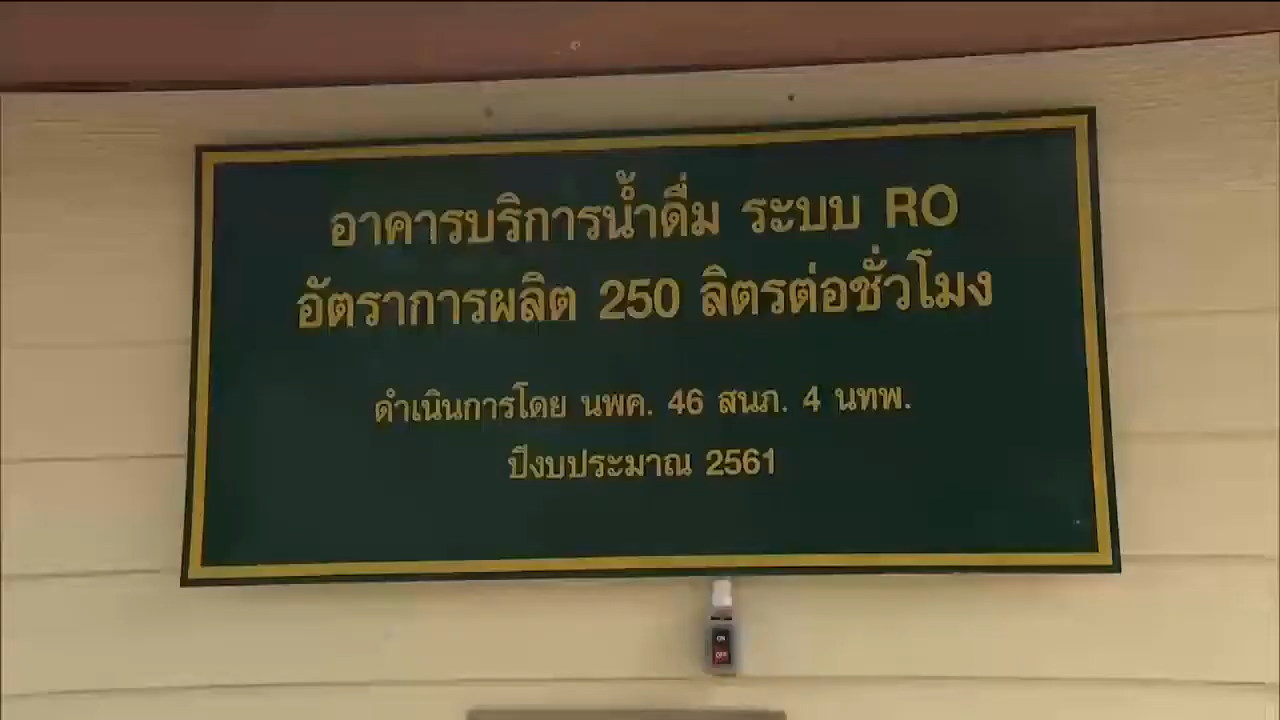 อาคารบริการน้ำดื่ม ระบบ RO
อัตราการผลิต 250 ลิตรต่อชั่วโมง
ดำเนินการโดย นพค. 46 สนภ. 4 นทพ.
ปีงบประมาณ 2561
ON
OFF